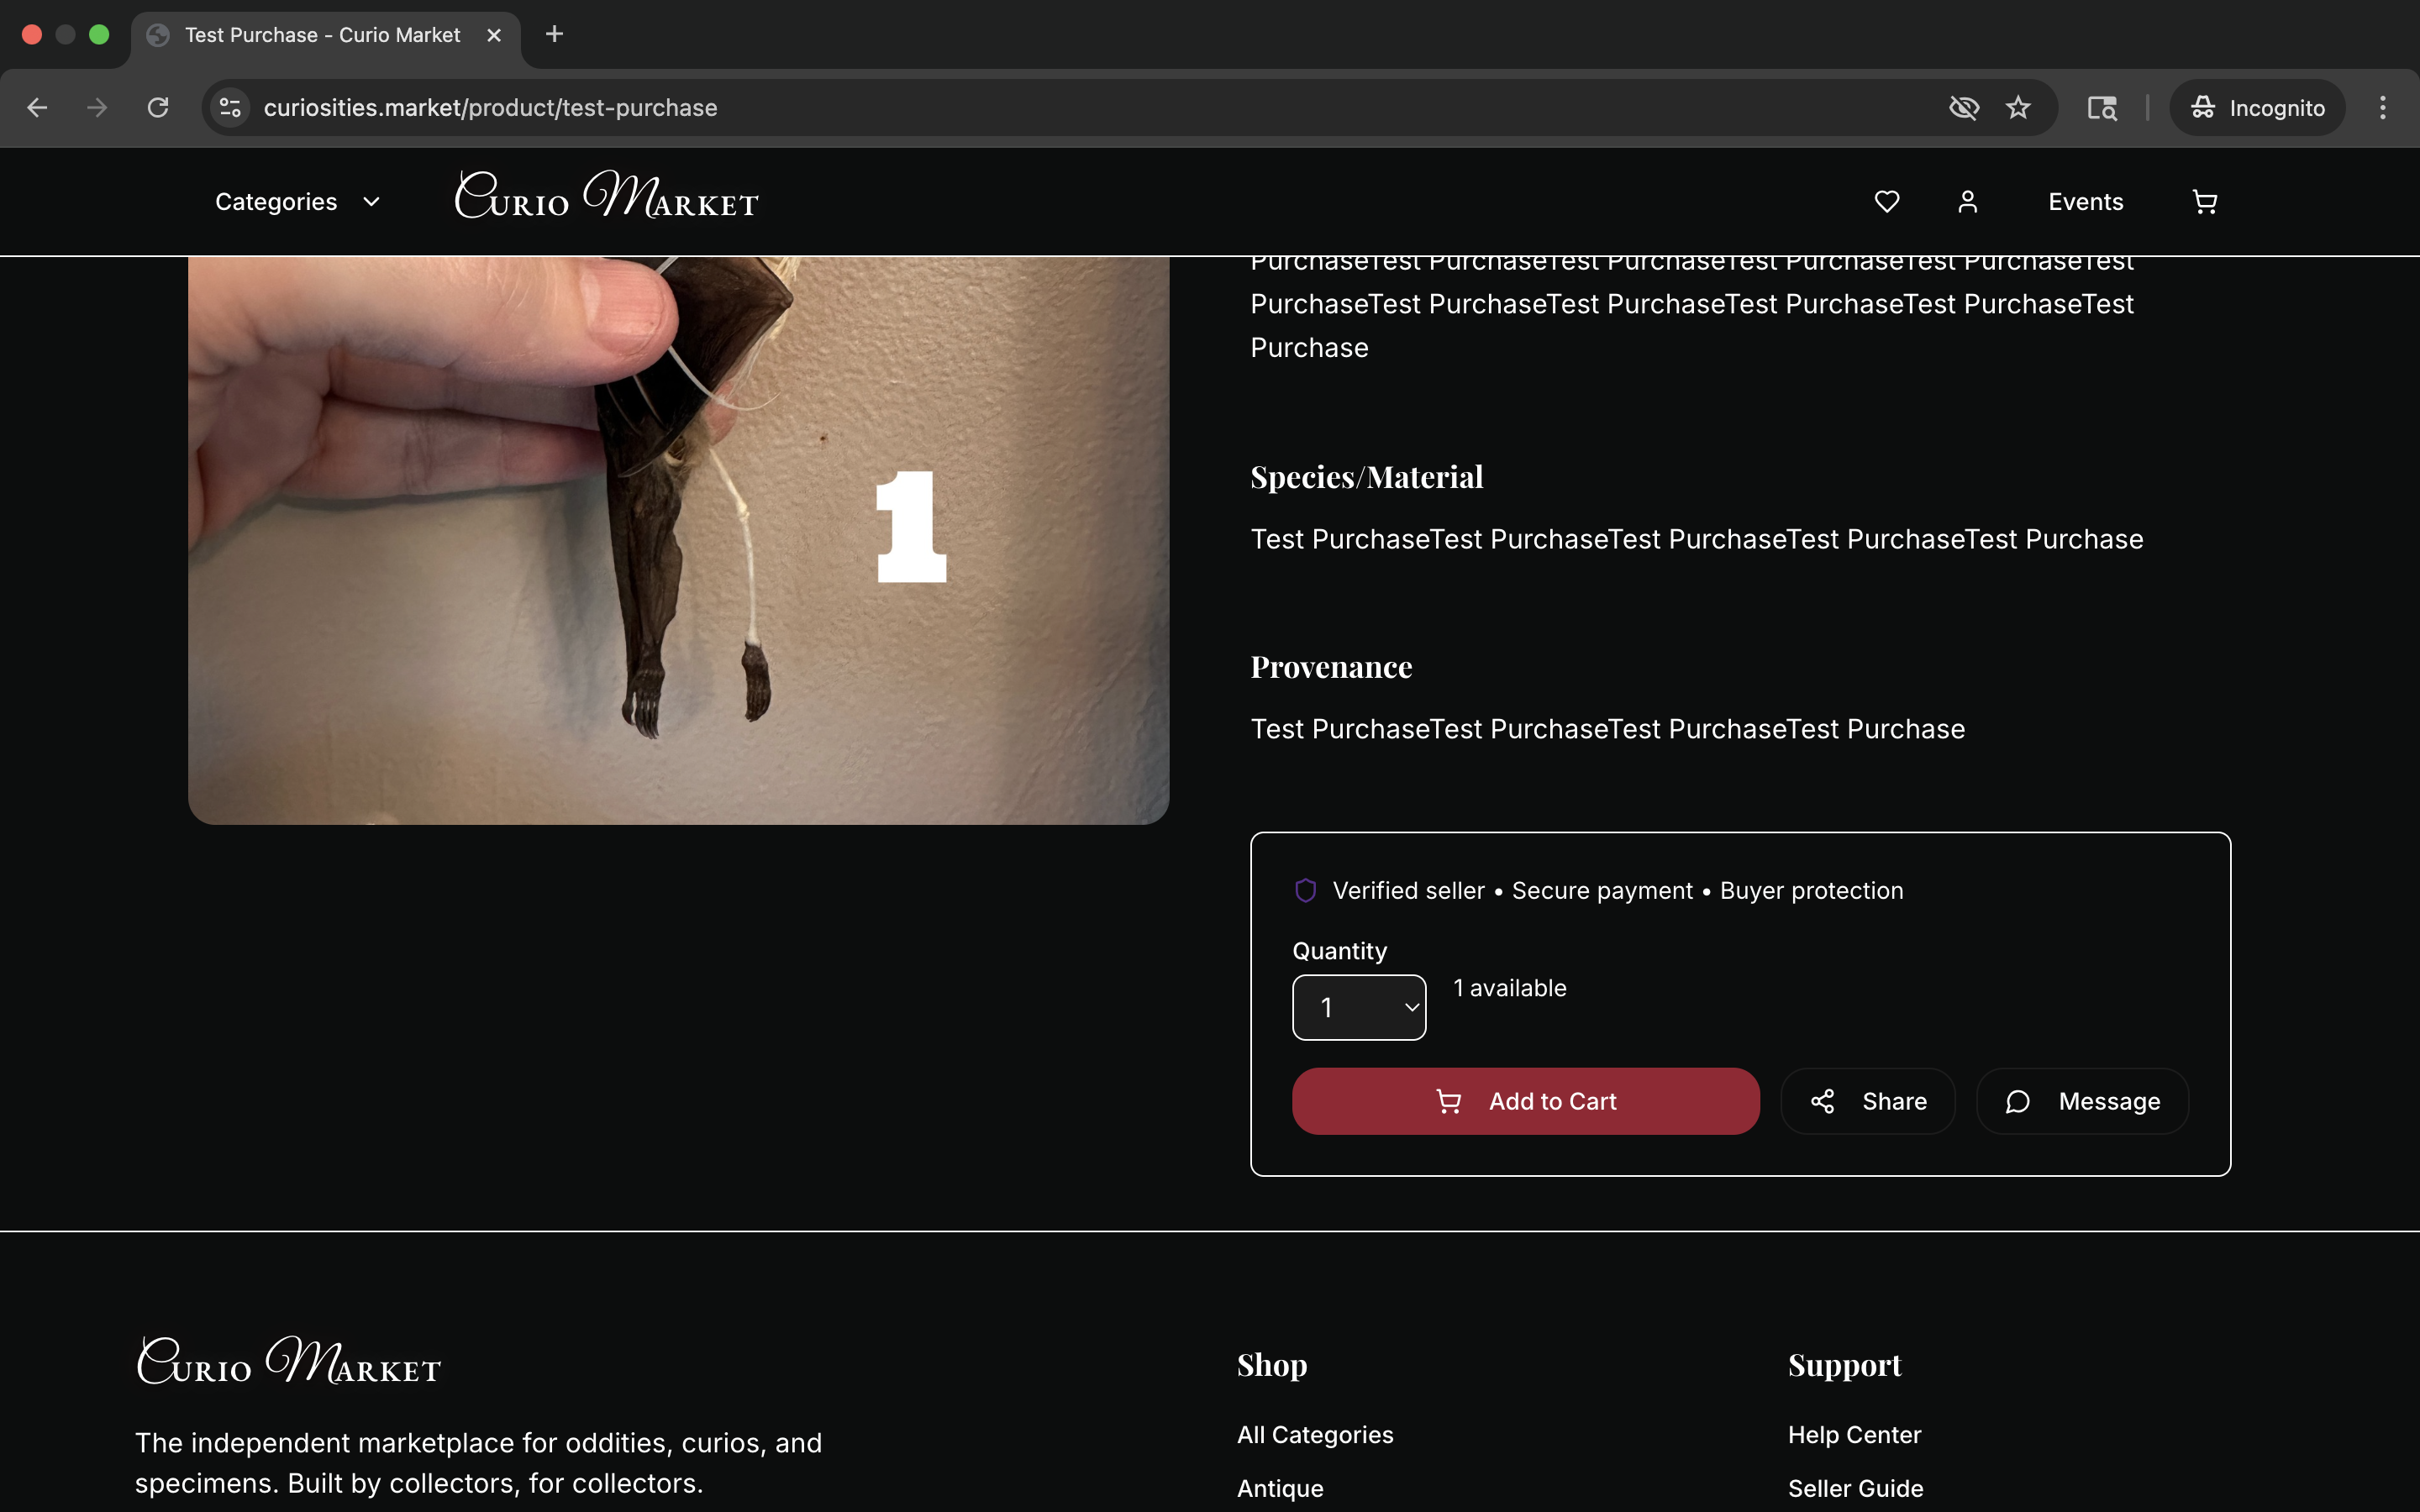 Test Purchase - Curio Market
curiosities.market/product/test-purchase
Incognito
Categories
Curio Market
Events
PurchaseTest PurchaseTest PurchaseTest PurchaseTest PurchaseTest
PurchaseTest PurchaseTest PurchaseTest PurchaseTest PurchaseTest
Purchase
1
Species/Material
Test PurchaseTest PurchaseTest PurchaseTest PurchaseTest Purchase
Provenance
Test PurchaseTest PurchaseTest PurchaseTest Purchase
Verified seller • Secure payment • Buyer protection
Quantity
1
1 available
Add to Cart
Share
Message
Curio Market
The independent marketplace for oddities, curios, and
specimens. Built by collectors, for collectors.
Shop
All Categories
Antique
Support
Help Center
Seller Guide